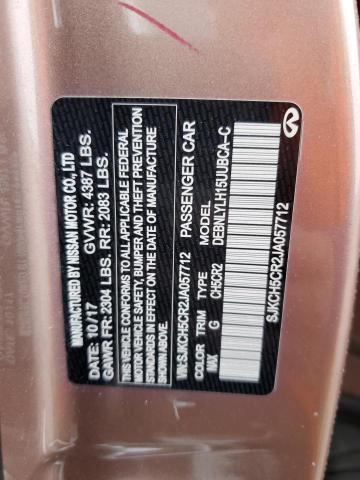 MANUFACTURED BY NISSAN MOTOR CO., LTD
DATE: 10/17 GVWR: 4387 LBS.
GAWR FR: 2304 LBS. RR: 2083 LBS.
THIS VEHICLE CONFORMS TO ALL APPLICABLE FEDERAL
MOTOR VEHICLE SAFETY, BUMPER AND THEFT PREVENTION
STANDARDS IN EFFECT ON THE DATE OF MANUFACTURE
SHOWN ABOVE.
VIN: SJKCH5CR2JA057712 PASSENGER CAR
COLOR TRIM TYPE MODEL
NAX G CH5CR2 DEBNLYLH15UUBCA-C
SJKCH5CR2JA057712